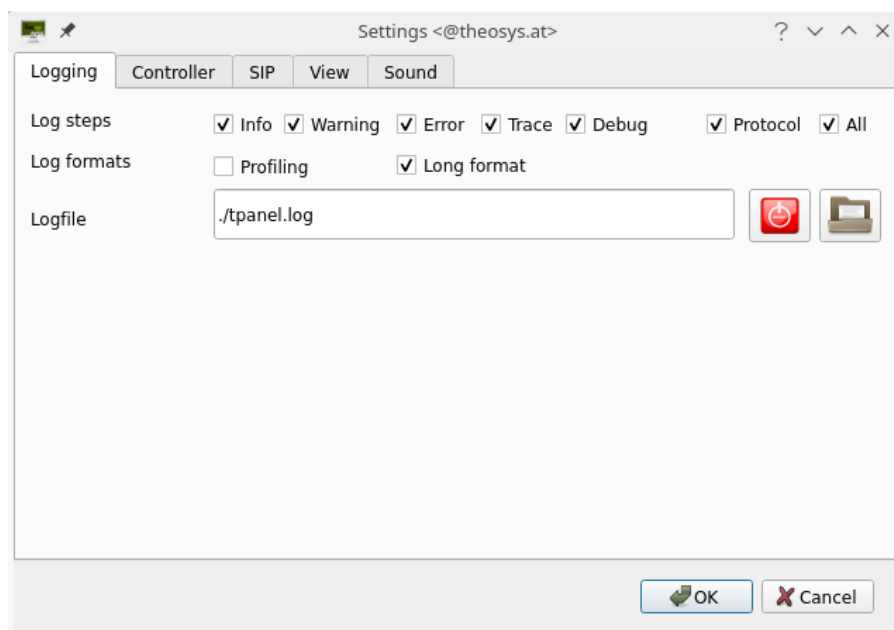 Settings <@theosys.at>
Logging Controller SIP View Sound
Log steps Info Warning Error Trace Debug Protocol All
Log formats Profiling Long format
Logfile ./tpanel.log
OK Cancel